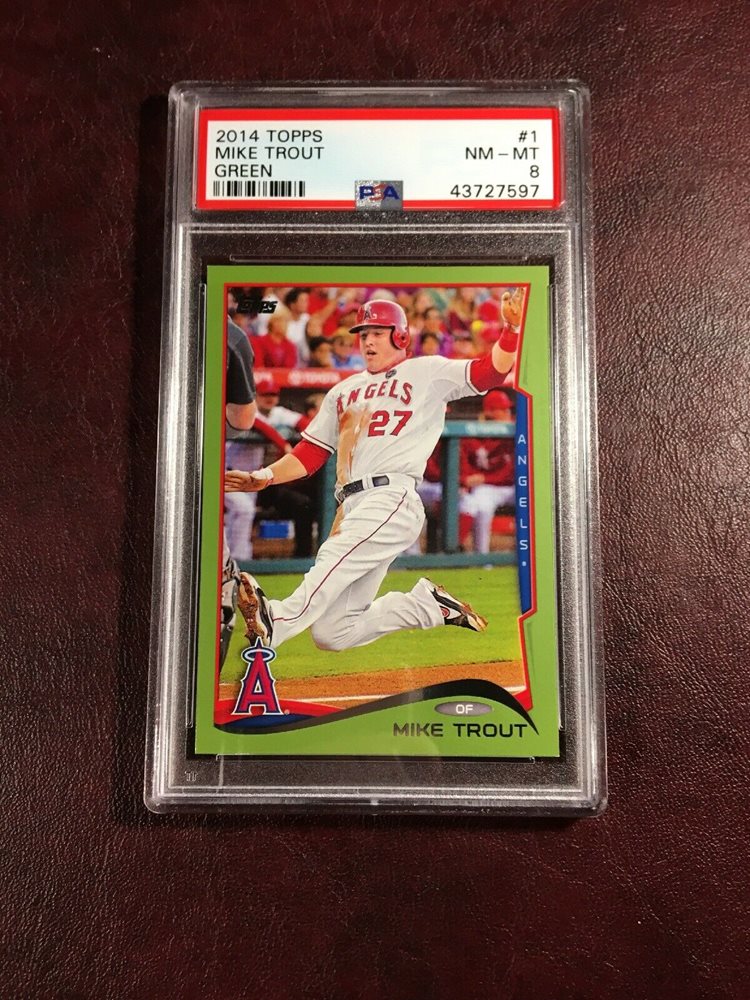 2014 TOPPS #1
MIKE TROUT NM – MT
GREEN 8
PSA 43727597
Topps
A
ANGELS
27
ANGELS
A
OF
MIKE TROUT